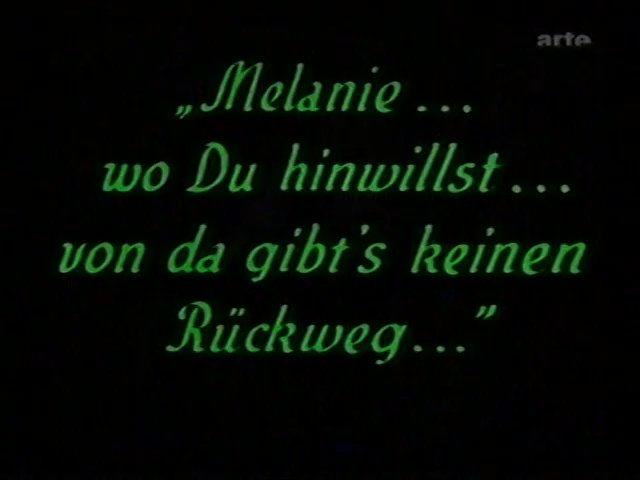 arte
„Melanie...
wo Du hinwillst...
von da gibt's keinen
Rückweg..."